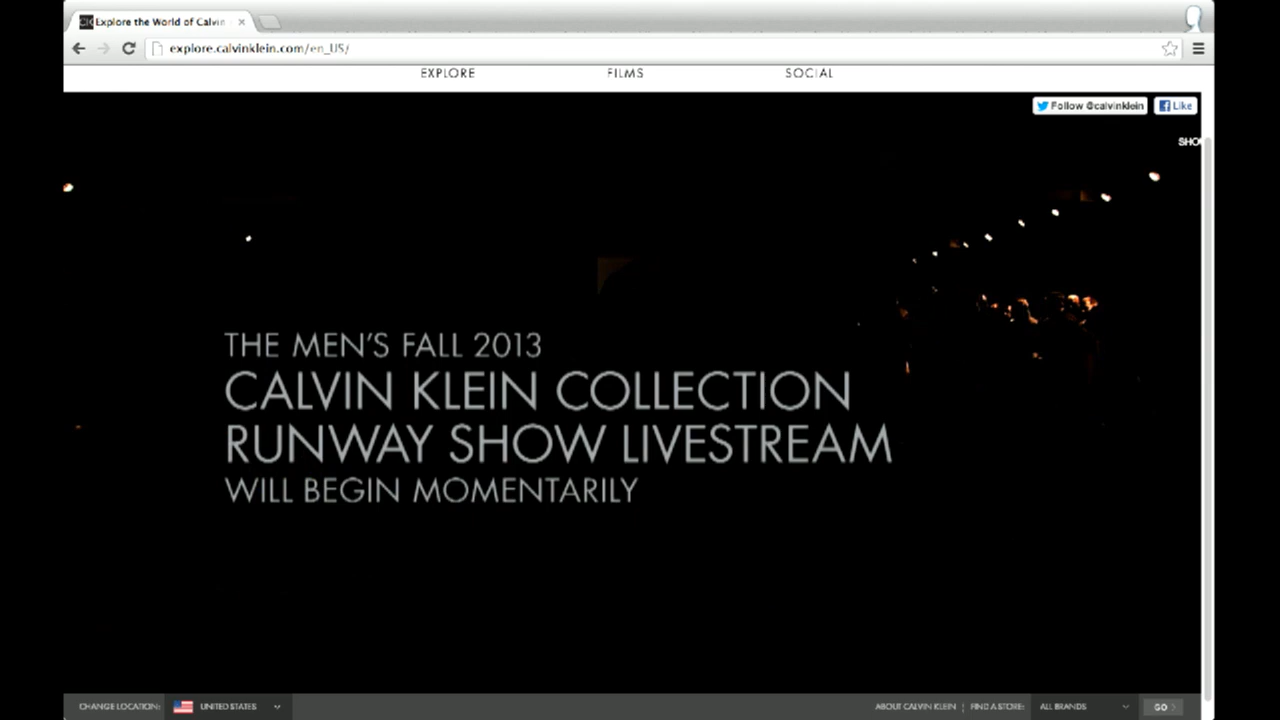 Explore the World of Calvin
explore.calvinklein.com/en_US/
EXPLORE FILMS SOCIAL
Follow @calvinklein Like
THE MEN'S FALL 2013
CALVIN KLEIN COLLECTION
RUNWAY SHOW LIVESTREAM
WILL BEGIN MOMENTARILY
CHANGE LOCATION: UNITED STATES ABOUT CALVIN KLEIN | FIND A STORE: ALL BRANDS GO